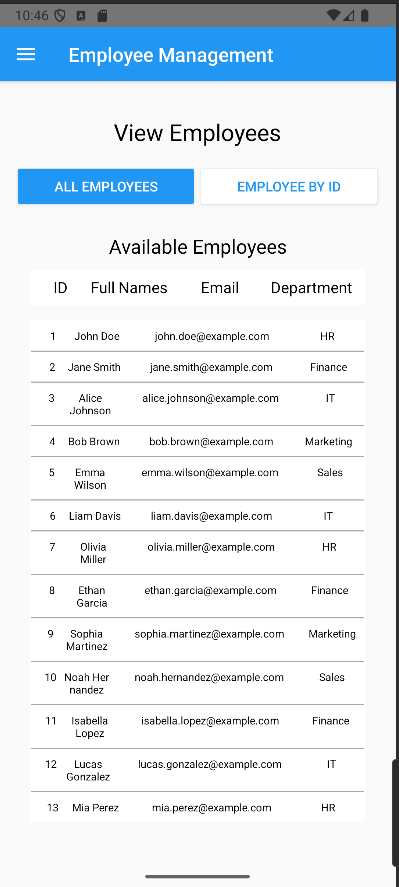 10:46
Employee Management
View Employees
ALL EMPLOYEES EMPLOYEE BY ID
Available Employees
ID Full Names Email Department
1 John Doe john.doe@example.com HR
2 Jane Smith jane.smith@example.com Finance
3 Alice alice.johnson@example.com IT
Johnson
4 Bob Brown bob.brown@example.com Marketing
5 Emma emma.wilson@example.com Sales
Wilson
6 Liam Davis liam.davis@example.com IT
7 Olivia olivia.miller@example.com HR
Miller
8 Ethan ethan.garcia@example.com Finance
Garcia
9 Sophia sophia.martinez@example.com Marketing
Martinez
10 Noah Her noah.hernandez@example.com Sales
nandez
11 Isabella isabella.lopez@example.com Finance
Lopez
12 Lucas lucas.gonzalez@example.com IT
Gonzalez
13 Mia Perez mia.perez@example.com HR